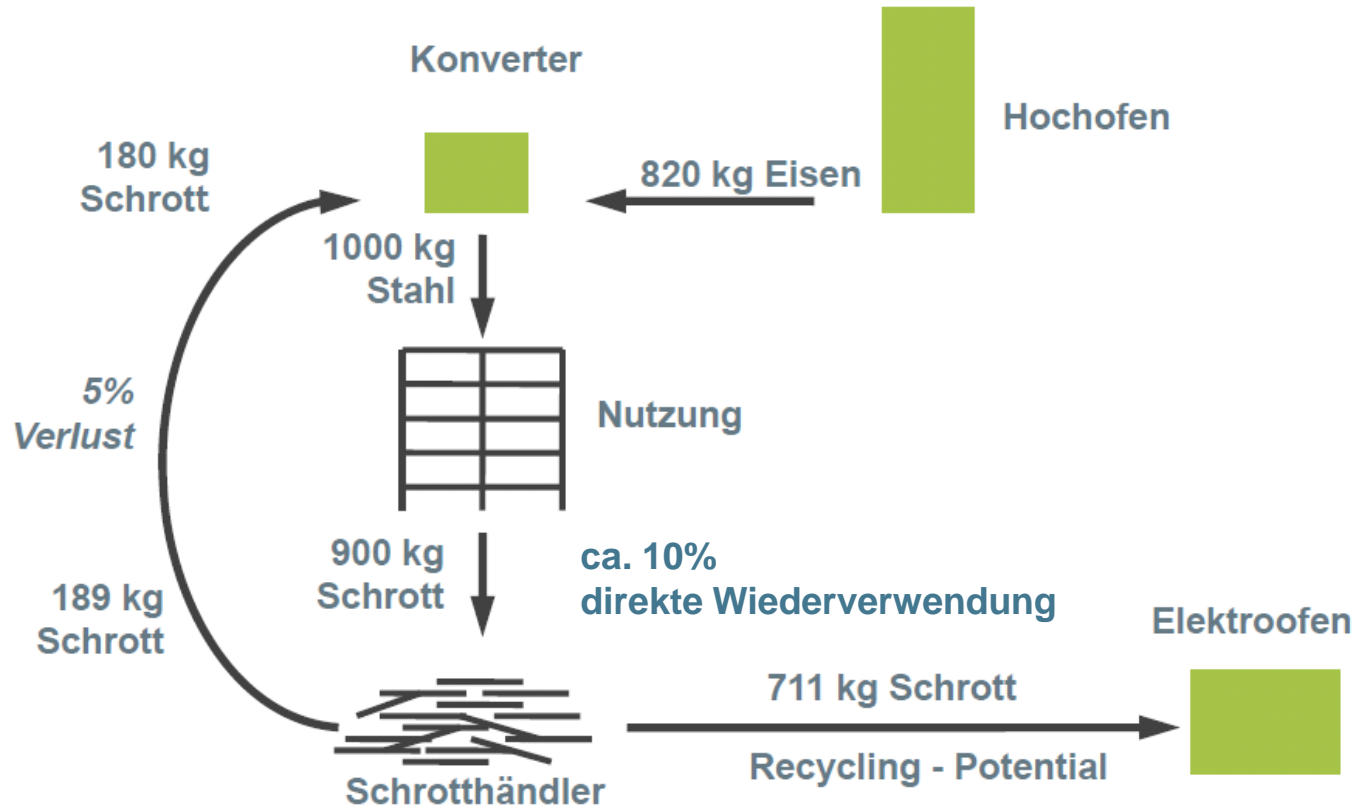 Konverter
Hochofen
180 kg
Schrott
820 kg Eisen
1000 kg
Stahl
5%
Verlust
Nutzung
900 kg
Schrott
ca. 10%
direkte Wiederverwendung
189 kg
Schrott
Elektroofen
711 kg Schrott
Recycling - Potential
Schrotthändler